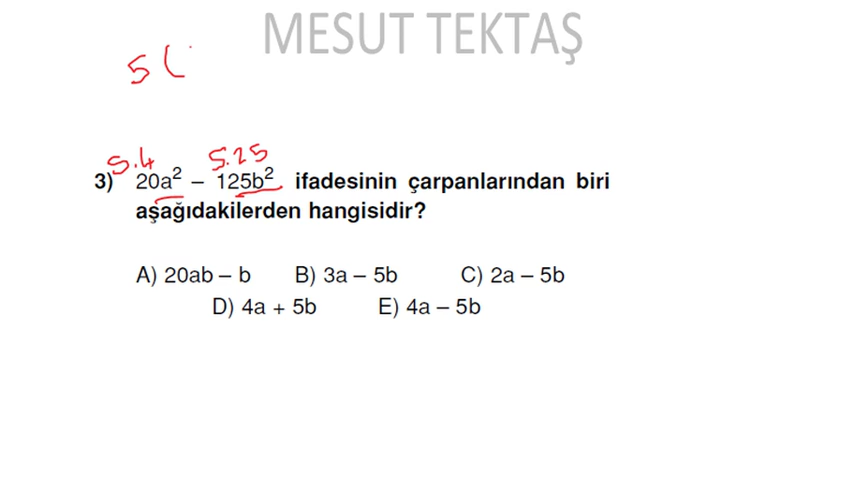 MESUT TEKTAŞ
5 (
5.4 5.25
3) 20a² – 125b² ifadesinin çarpanlarından biri
aşağıdakilerden hangisidir?
A) 20ab – b B) 3a – 5b C) 2a – 5b
D) 4a + 5b E) 4a – 5b